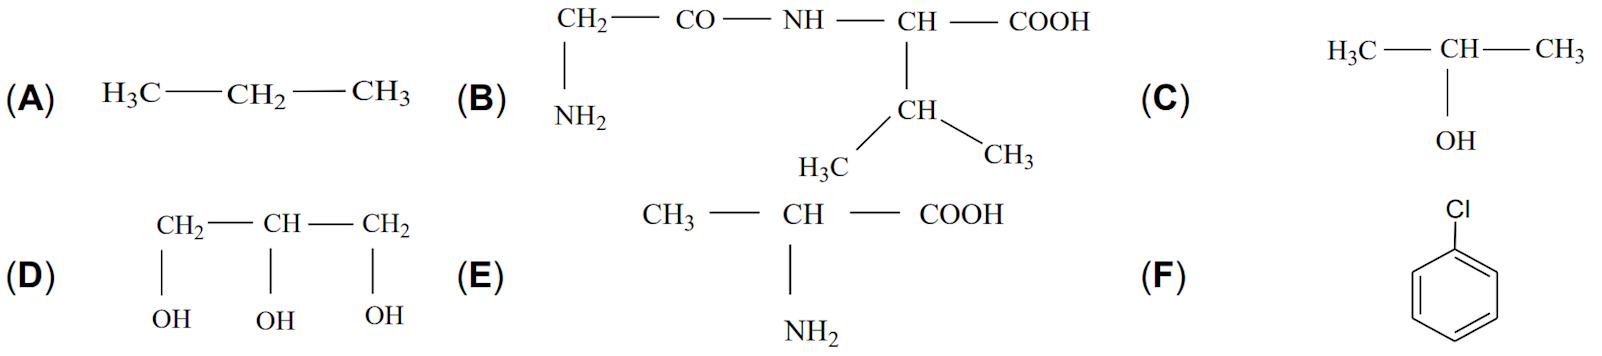 (A) H₃C CH₂ CH₃
(B) CH₂ CO NH CH COOH
NH₂ CH
H₃C CH₃
(C) H₃C CH CH₃
OH
(D) CH₂ CH CH₂
OH OH OH
(E) CH₃ CH COOH
NH₂
(F) Cl